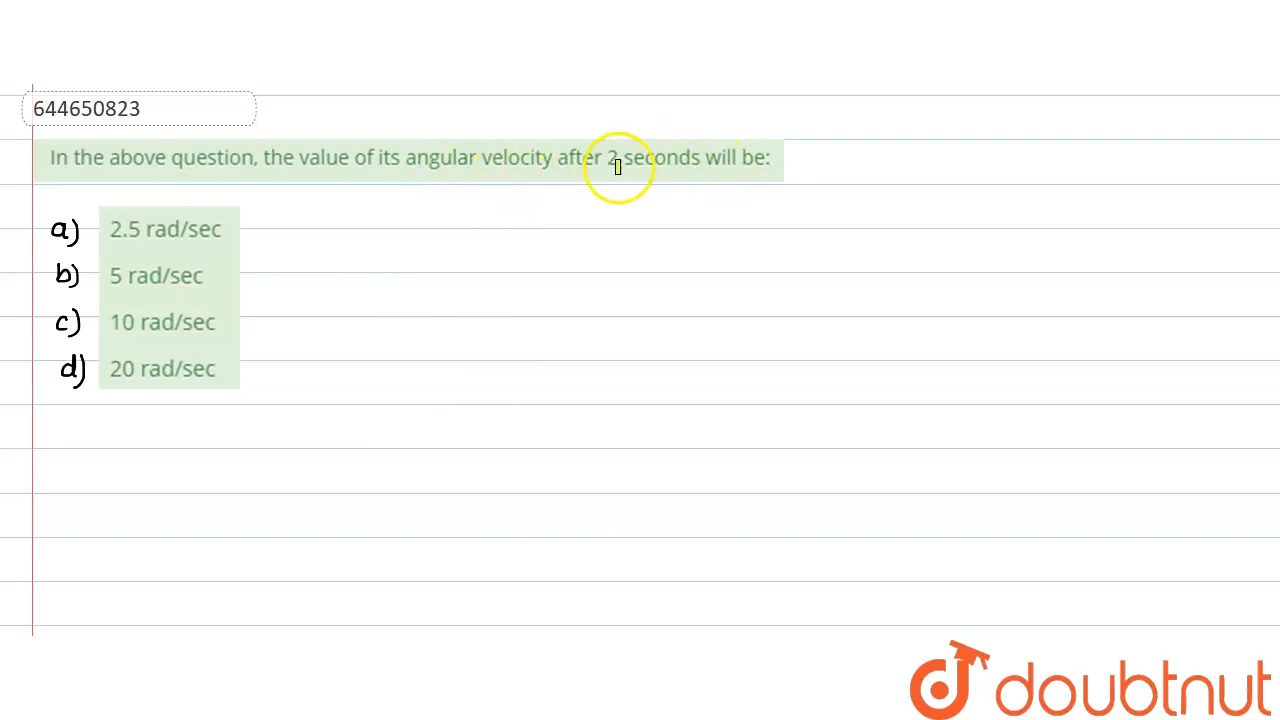 644650823
In the above question, the value of its angular velocity after 2 seconds will be:
a) 2.5 rad/sec
b) 5 rad/sec
c) 10 rad/sec
d) 20 rad/sec
doubtnut